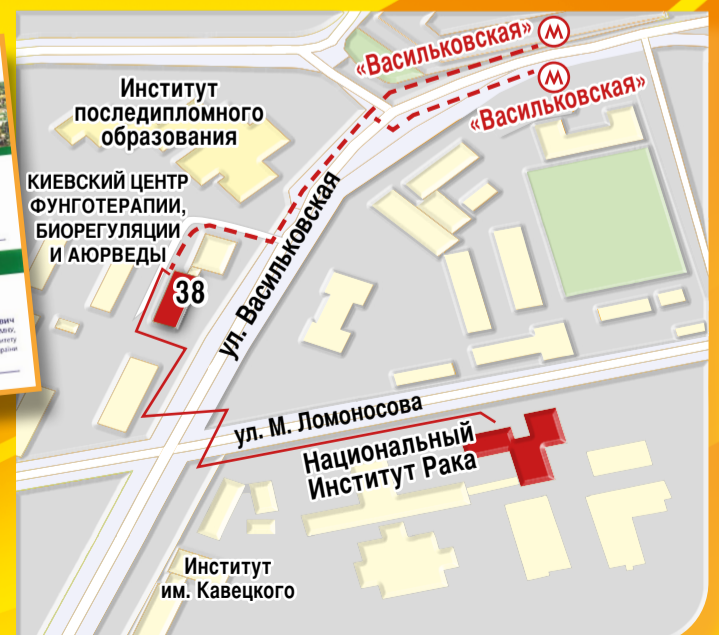 «Васильковская» М
М
«Васильковская»
Институт
последипломного
образования
КИЕВСКИЙ ЦЕНТР
ФУНГОТЕРАПИИ,
БИОРЕГУЛЯЦИИ
И АЮРВЕДЫ
38
ул. Васильковская
ул. М. Ломоносова
Национальный
Институт Рака
Институт
им. Кавецкого